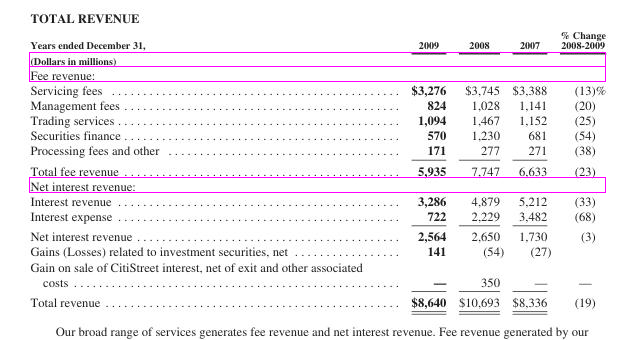 TOTAL REVENUE
% Change
Years ended December 31, 2009 2008 2007 2008-2009
(Dollars in millions)
Fee revenue:
Servicing fees . . . . . . . . . . . . . . . . . . . . . . . . . . . . . . . . . . . . . . . . $3,276 $3,745 $3,388 (13)%
Management fees . . . . . . . . . . . . . . . . . . . . . . . . . . . . . . . . . . . . . 824 1,028 1,141 (20)
Trading services . . . . . . . . . . . . . . . . . . . . . . . . . . . . . . . . . . . . . . 1,094 1,467 1,152 (25)
Securities finance . . . . . . . . . . . . . . . . . . . . . . . . . . . . . . . . . . . . . 570 1,230 681 (54)
Processing fees and other . . . . . . . . . . . . . . . . . . . . . . . . . . . . . . . 171 277 271 (38)
Total fee revenue . . . . . . . . . . . . . . . . . . . . . . . . . . . . . . . . . . . . . 5,935 7,747 6,633 (23)
Net interest revenue:
Interest revenue . . . . . . . . . . . . . . . . . . . . . . . . . . . . . . . . . . . . . . 3,286 4,879 5,212 (33)
Interest expense . . . . . . . . . . . . . . . . . . . . . . . . . . . . . . . . . . . . . . 722 2,229 3,482 (68)
Net interest revenue . . . . . . . . . . . . . . . . . . . . . . . . . . . . . . . . . . . 2,564 2,650 1,730 (3)
Gains (Losses) related to investment securities, net . . . . . . . . . . . . . . . . 141 (54) (27)
Gain on sale of CitiStreet interest, net of exit and other associated
costs . . . . . . . . . . . . . . . . . . . . . . . . . . . . . . . . . . . . . . . . . . . . . — 350 — —
Total revenue . . . . . . . . . . . . . . . . . . . . . . . . . . . . . . . . . . . . . . . . $8,640 $10,693 $8,336 (19)
Our broad range of services generates fee revenue and net interest revenue. Fee revenue generated by our